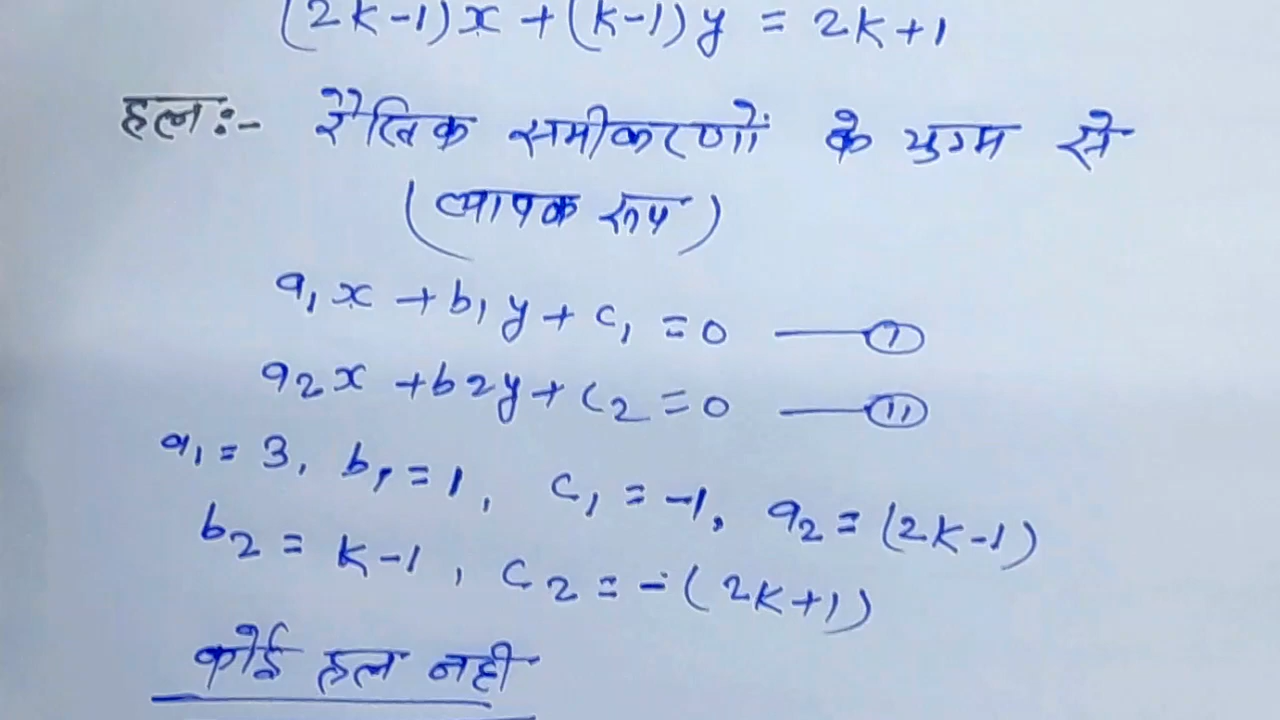 (2k-1)x + (k-1)y = 2k+1
हल:- रैखिक समीकरणों के युग्म से
(व्यापक रूप)
a₁x + b₁y + c₁ = 0 —— (I)
a₂x + b₂y + c₂ = 0 —— (II)
a₁ = 3, b₁ = 1, c₁ = -1, a₂ = (2k-1)
b₂ = k-1, c₂ = -(2k+1)
कोई हल नही